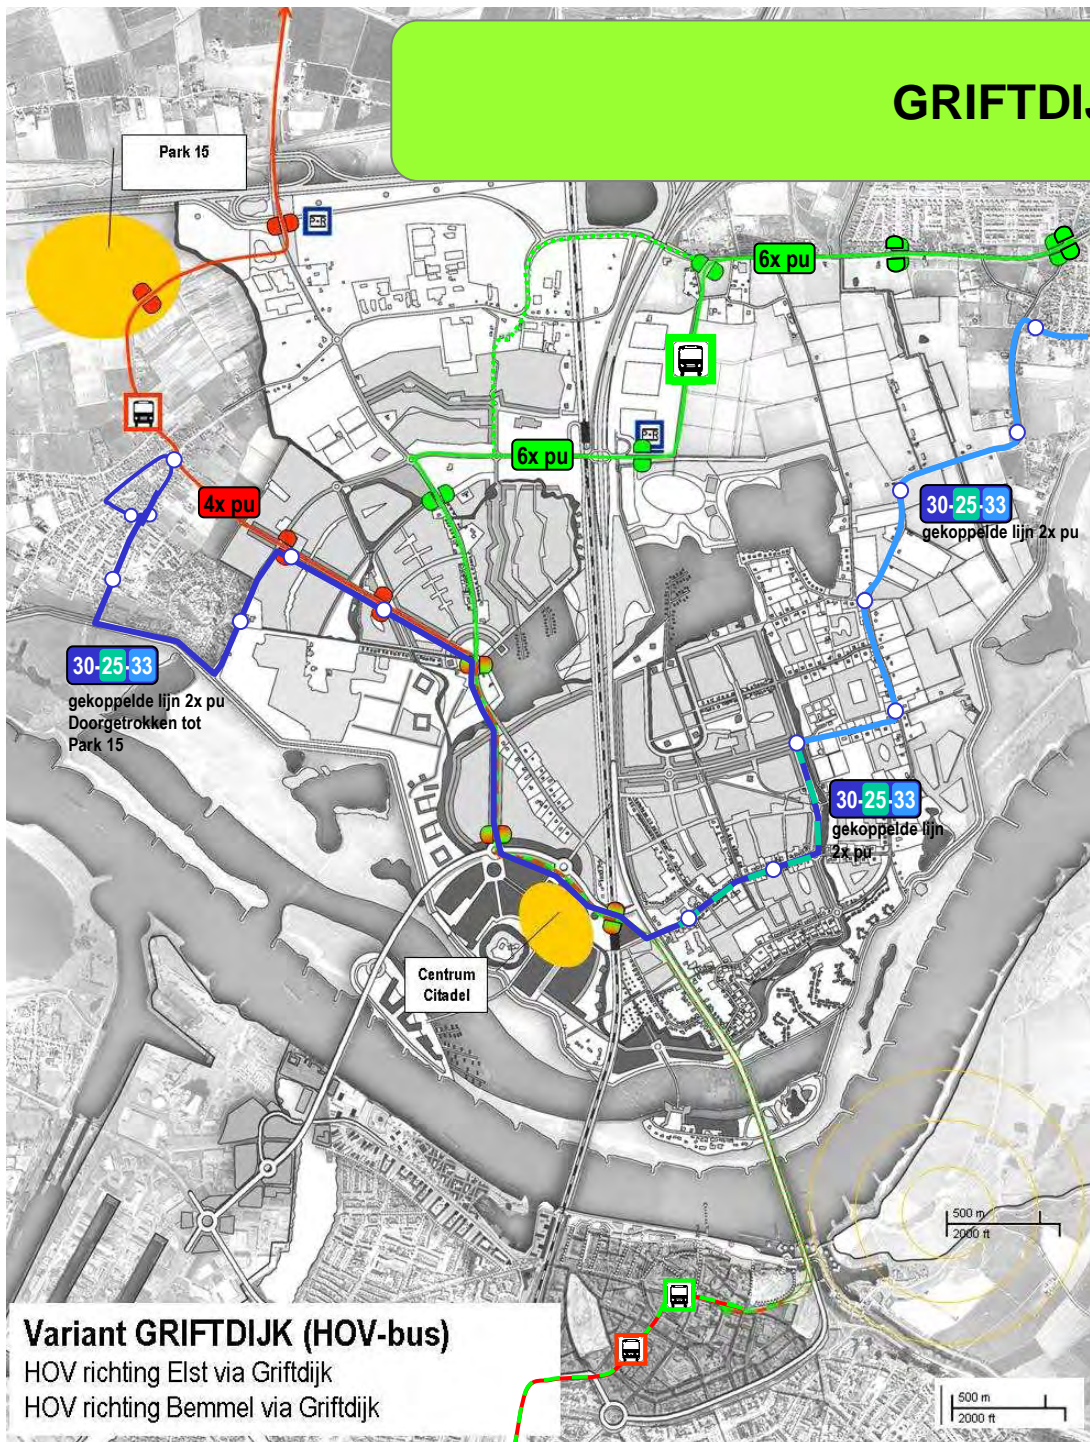 GRIFTDIJ
Park 15
P+R
6x pu
P+R
6x pu
4x pu
30-25-33
gekoppelde lijn 2x pu
30-25-33
gekoppelde lijn 2x pu
Doorgetrokken tot
Park 15
30-25-33
gekoppelde lijn
2x pu
Centrum
Citadel
500 m
2000 ft
Variant GRIFTDIJK (HOV-bus)
HOV richting Elst via Griftdijk
HOV richting Bemmel via Griftdijk
500 m
2000 ft